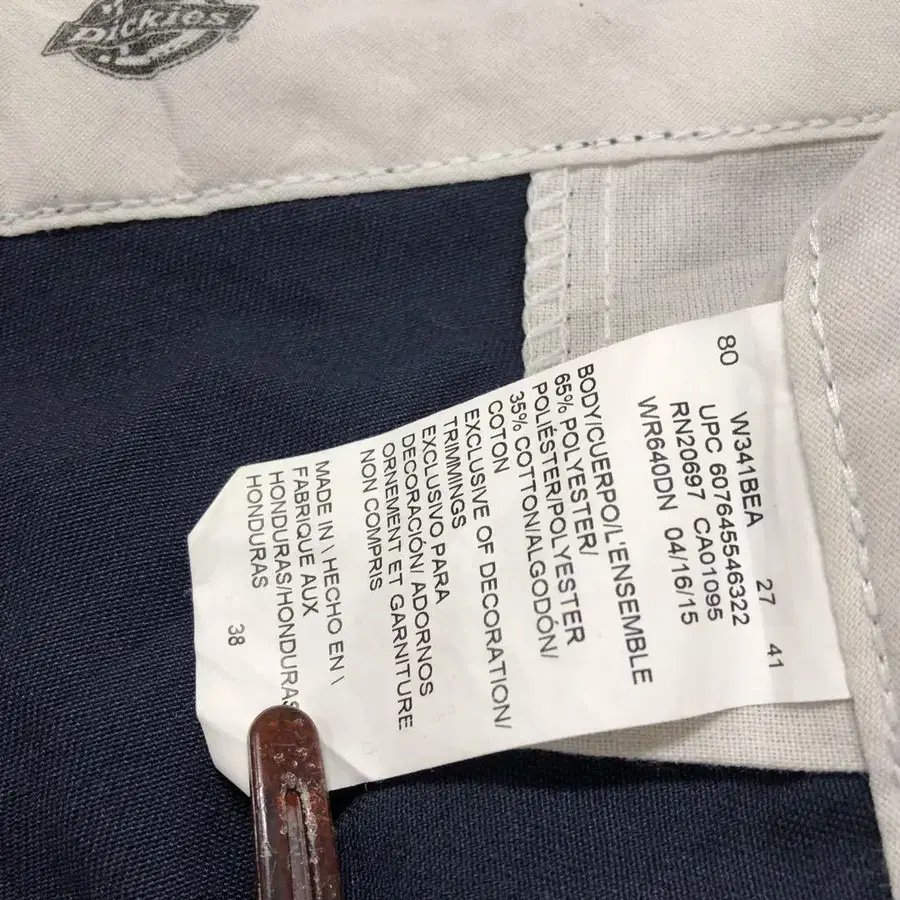 Dickies
80
W341BEA 27 41
UPC 607645546322
RN20697 CA01095
WR640DN 04/16/15
BODY/CUERPO/L'ENSEMBLE
65% POLYESTER/
POLIÉSTER/POLYESTER
35% COTTON/ALGODÓN/
COTON
EXCLUSIVE OF DECORATION/
TRIMMINGS
EXCLUSIVO PARA
DECORACIÓN/ ADORNOS
ORNEMENT ET GARNITURE
NON COMPRIS
MADE IN \ HECHO EN \
FABRIQUE AUX
HONDURAS/HONDURAS
HONDURAS
38